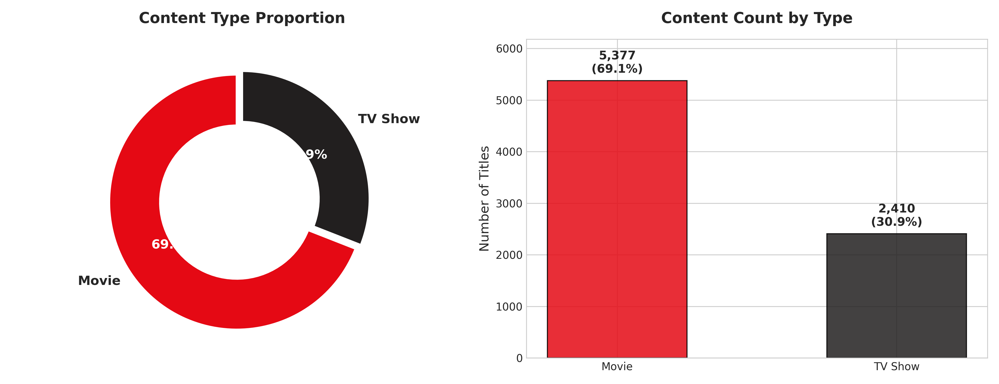 Content Type Proportion
TV Show
9%
69.
Movie
Content Count by Type
Number of Titles
6000
5000
4000
3000
2000
1000
0
5,377
(69.1%)
2,410
(30.9%)
Movie
TV Show